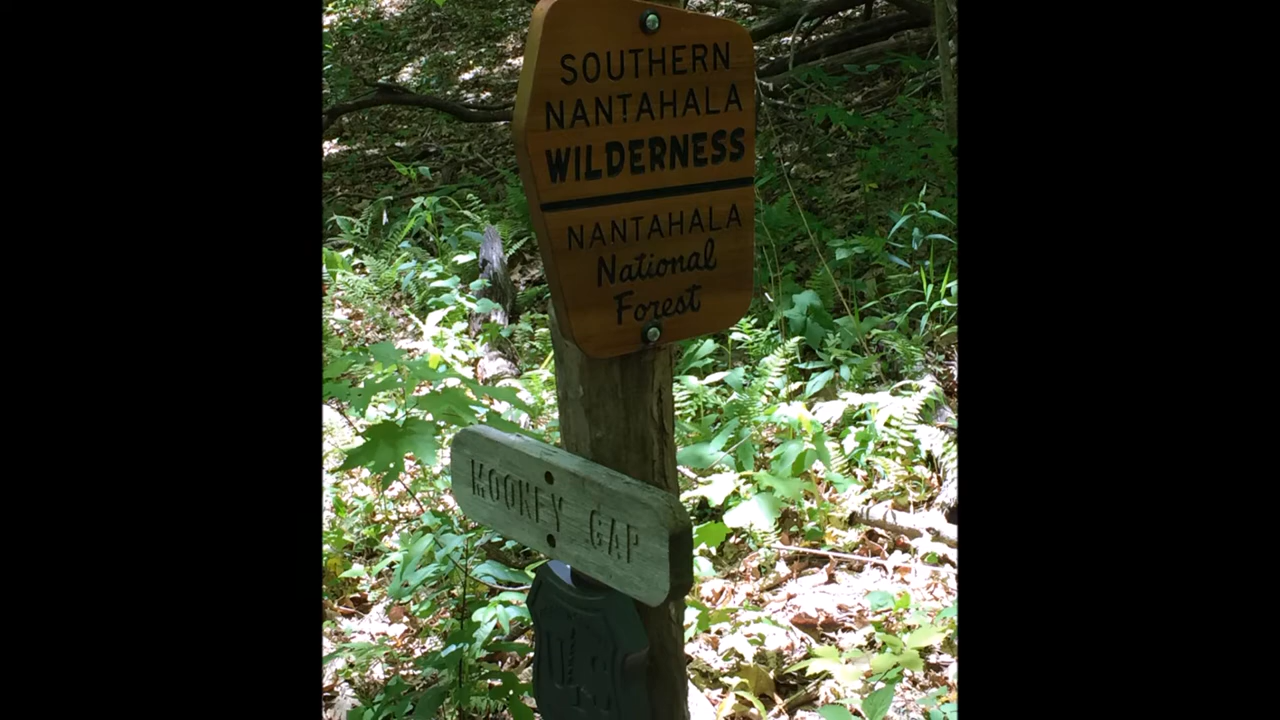 SOUTHERN
NANTAHALA
WILDERNESS
NANTAHALA
National
Forest
MOONEY GAP